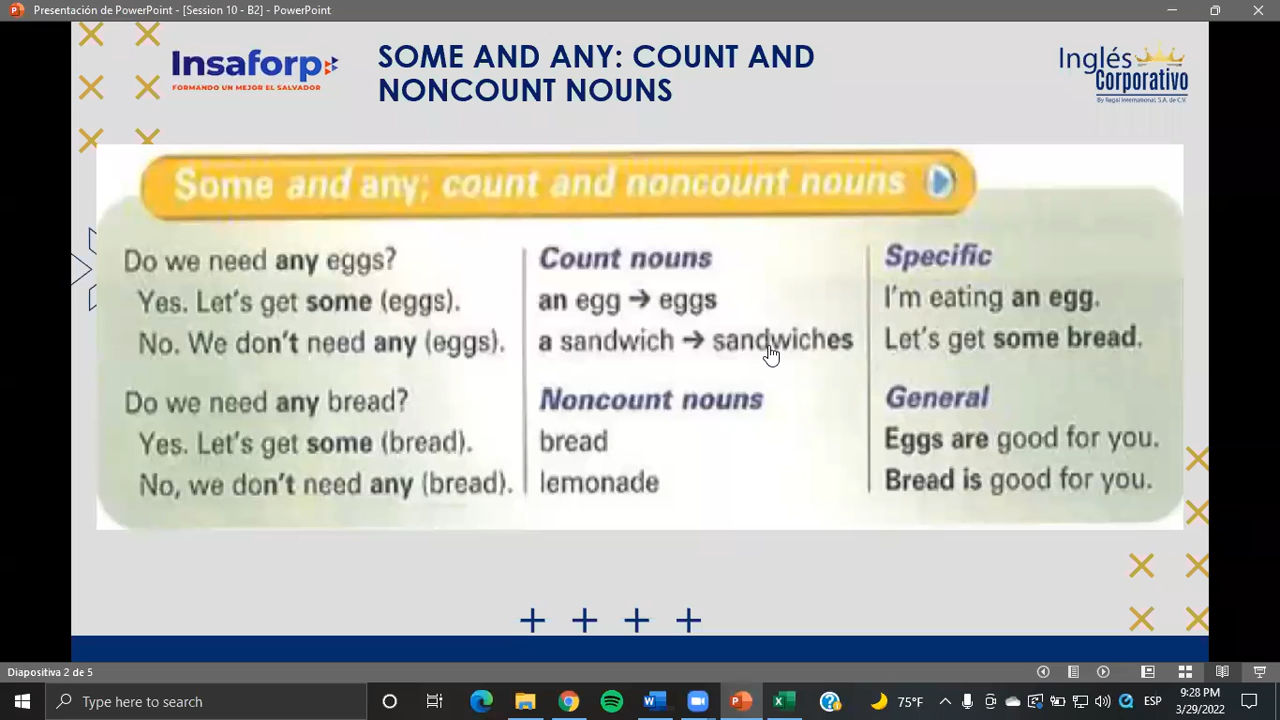 Presentación de PowerPoint - [Session 10 - B2] - PowerPoint
Insaforp
FORMANDO UN MEJOR EL SALVADOR
SOME AND ANY: COUNT AND
NONCOUNT NOUNS
Inglés
Corporativo
By Regal International, S.A. de C.V.
Some and any; count and noncount nouns
Do we need any eggs?
Yes. Let's get some (eggs).
No. We don't need any (eggs).
Do we need any bread?
Yes. Let's get some (bread).
No, we don't need any (bread).
Count nouns
an egg → eggs
a sandwich → sandwiches
Noncount nouns
bread
lemonade
Specific
I'm eating an egg.
Let's get some bread.
General
Eggs are good for you.
Bread is good for you.
Diapositiva 2 de 5
Type here to search
75°F
ESP
9:28 PM
3/29/2022